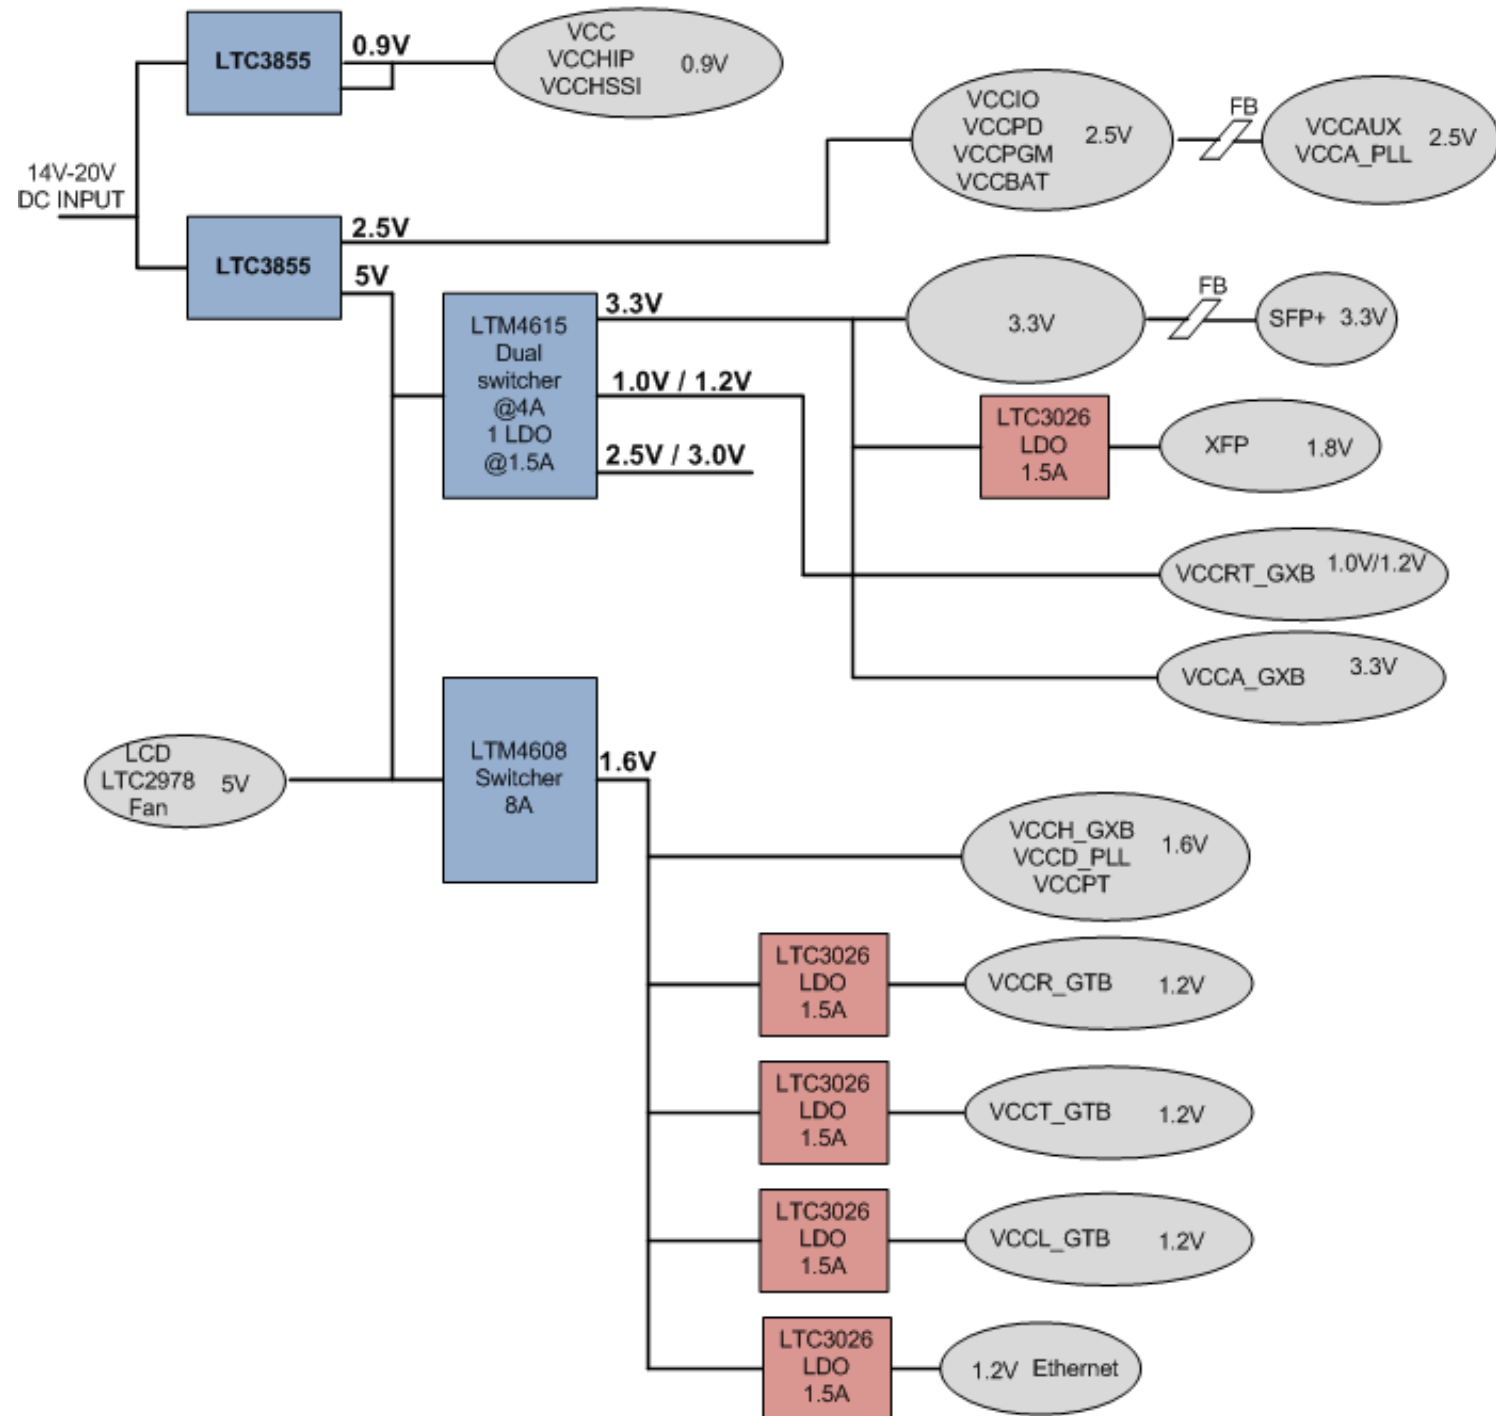 LTC3855
0.9V
VCC
VCCHIP
VCCHSSI
0.9V
14V-20V
DC INPUT
LTC3855
2.5V
5V
VCCIO
VCCPD
VCCPGM
VCCBAT
2.5V
FB
VCCAUX
VCCA_PLL
2.5V
LTM4615
Dual
switcher
@4A
1 LDO
@1.5A
3.3V
1.0V / 1.2V
2.5V / 3.0V
3.3V
FB
SFP+ 3.3V
LTC3026
LDO
1.5A
XFP 1.8V
VCCRT_GXB 1.0V/1.2V
VCCA_GXB 3.3V
LCD
LTC2978
Fan
5V
LTM4608
Switcher
8A
1.6V
VCCH_GXB
VCCD_PLL
VCCPT
1.6V
LTC3026
LDO
1.5A
VCCR_GTB 1.2V
LTC3026
LDO
1.5A
VCCT_GTB 1.2V
LTC3026
LDO
1.5A
VCCL_GTB 1.2V
LTC3026
LDO
1.5A
1.2V Ethernet